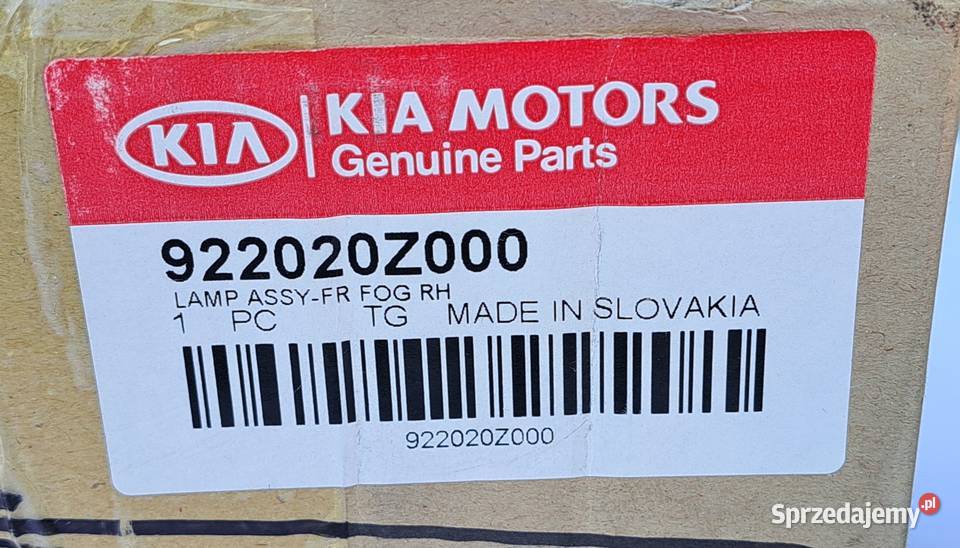 KIA
KIA MOTORS
Genuine Parts
922020Z000
LAMP ASSY-FR FOG RH
1 PC TG MADE IN SLOVAKIA
922020Z000
Sprzedajemy.pl